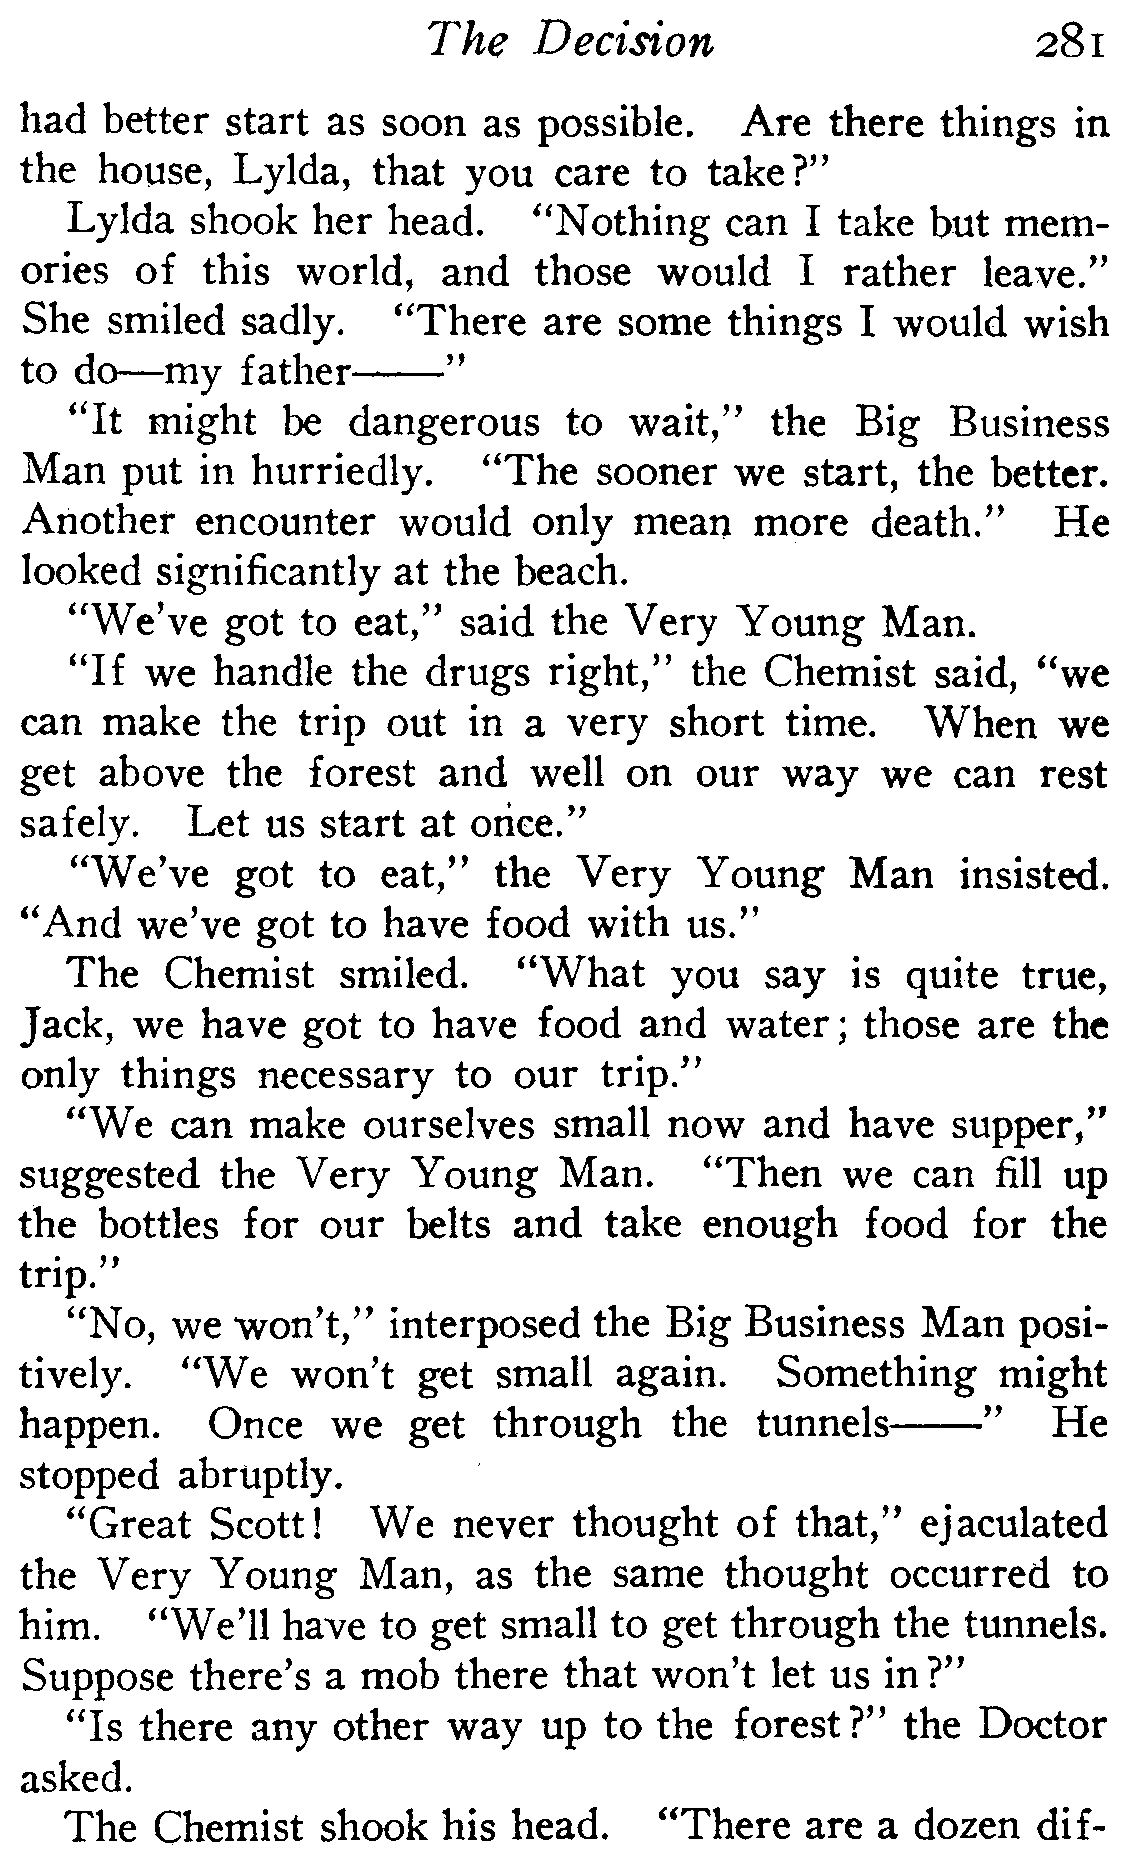 The Decision 281
had better start as soon as possible. Are there things in
the house, Lylda, that you care to take?"
Lylda shook her head. "Nothing can I take but mem-
ories of this world, and those would I rather leave."
She smiled sadly. "There are some things I would wish
to do—my father——"
"It might be dangerous to wait," the Big Business
Man put in hurriedly. "The sooner we start, the better.
Another encounter would only mean more death." He
looked significantly at the beach.
"We've got to eat," said the Very Young Man.
"If we handle the drugs right," the Chemist said, "we
can make the trip out in a very short time. When we
get above the forest and well on our way we can rest
safely. Let us start at once."
"We've got to eat," the Very Young Man insisted.
"And we've got to have food with us."
The Chemist smiled. "What you say is quite true,
Jack, we have got to have food and water; those are the
only things necessary to our trip."
"We can make ourselves small now and have supper,"
suggested the Very Young Man. "Then we can fill up
the bottles for our belts and take enough food for the
trip."
"No, we won't," interposed the Big Business Man posi-
tively. "We won't get small again. Something might
happen. Once we get through the tunnels——" He
stopped abruptly.
"Great Scott! We never thought of that," ejaculated
the Very Young Man, as the same thought occurred to
him. "We'll have to get small to get through the tunnels.
Suppose there's a mob there that won't let us in?"
"Is there any other way up to the forest?" the Doctor
asked.
The Chemist shook his head. "There are a dozen dif-